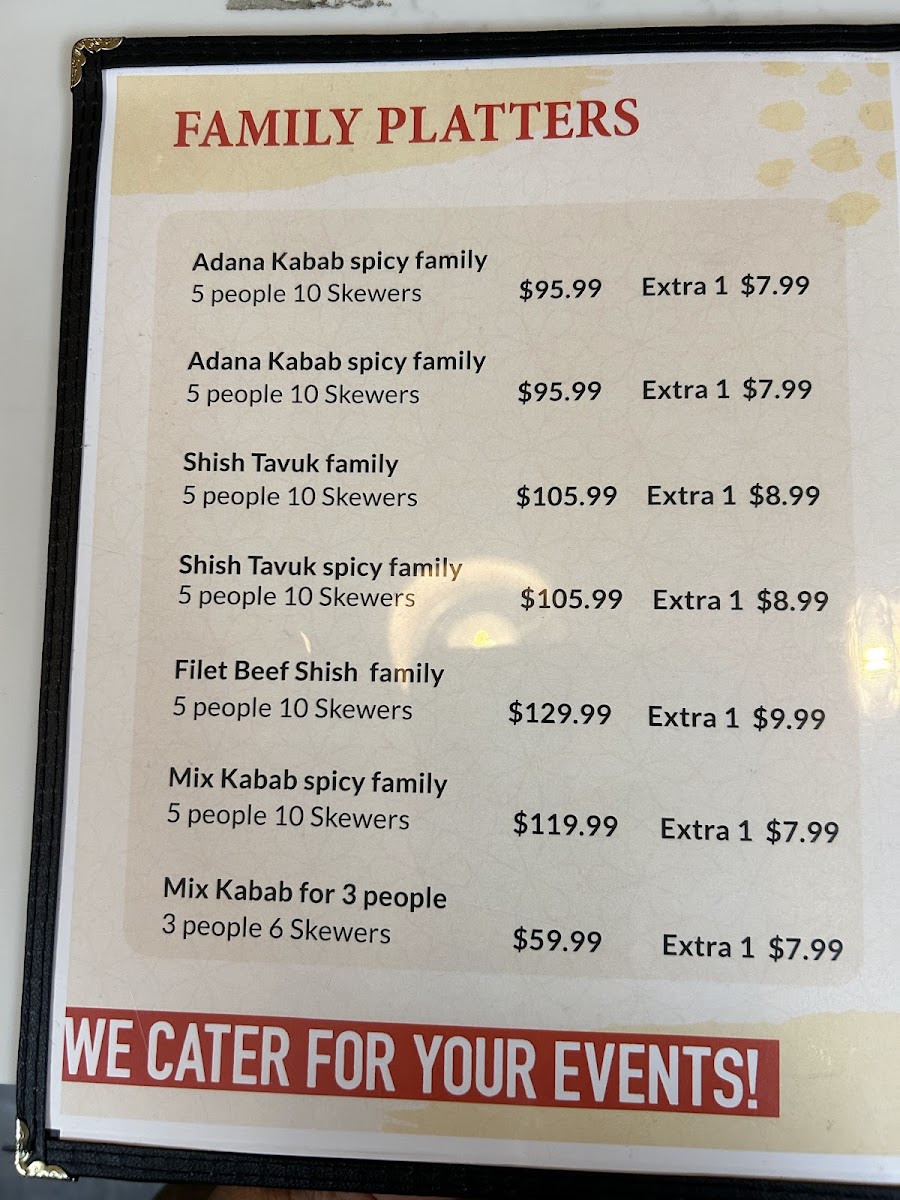 FAMILY PLATTERS
Adana Kabab spicy family
5 people 10 Skewers $95.99 Extra 1 $7.99
Adana Kabab spicy family
5 people 10 Skewers $95.99 Extra 1 $7.99
Shish Tavuk family
5 people 10 Skewers $105.99 Extra 1 $8.99
Shish Tavuk spicy family
5 people 10 Skewers $105.99 Extra 1 $8.99
Filet Beef Shish family
5 people 10 Skewers $129.99 Extra 1 $9.99
Mix Kabab spicy family
5 people 10 Skewers $119.99 Extra 1 $7.99
Mix Kabab for 3 people
3 people 6 Skewers $59.99 Extra 1 $7.99
WE CATER FOR YOUR EVENTS!